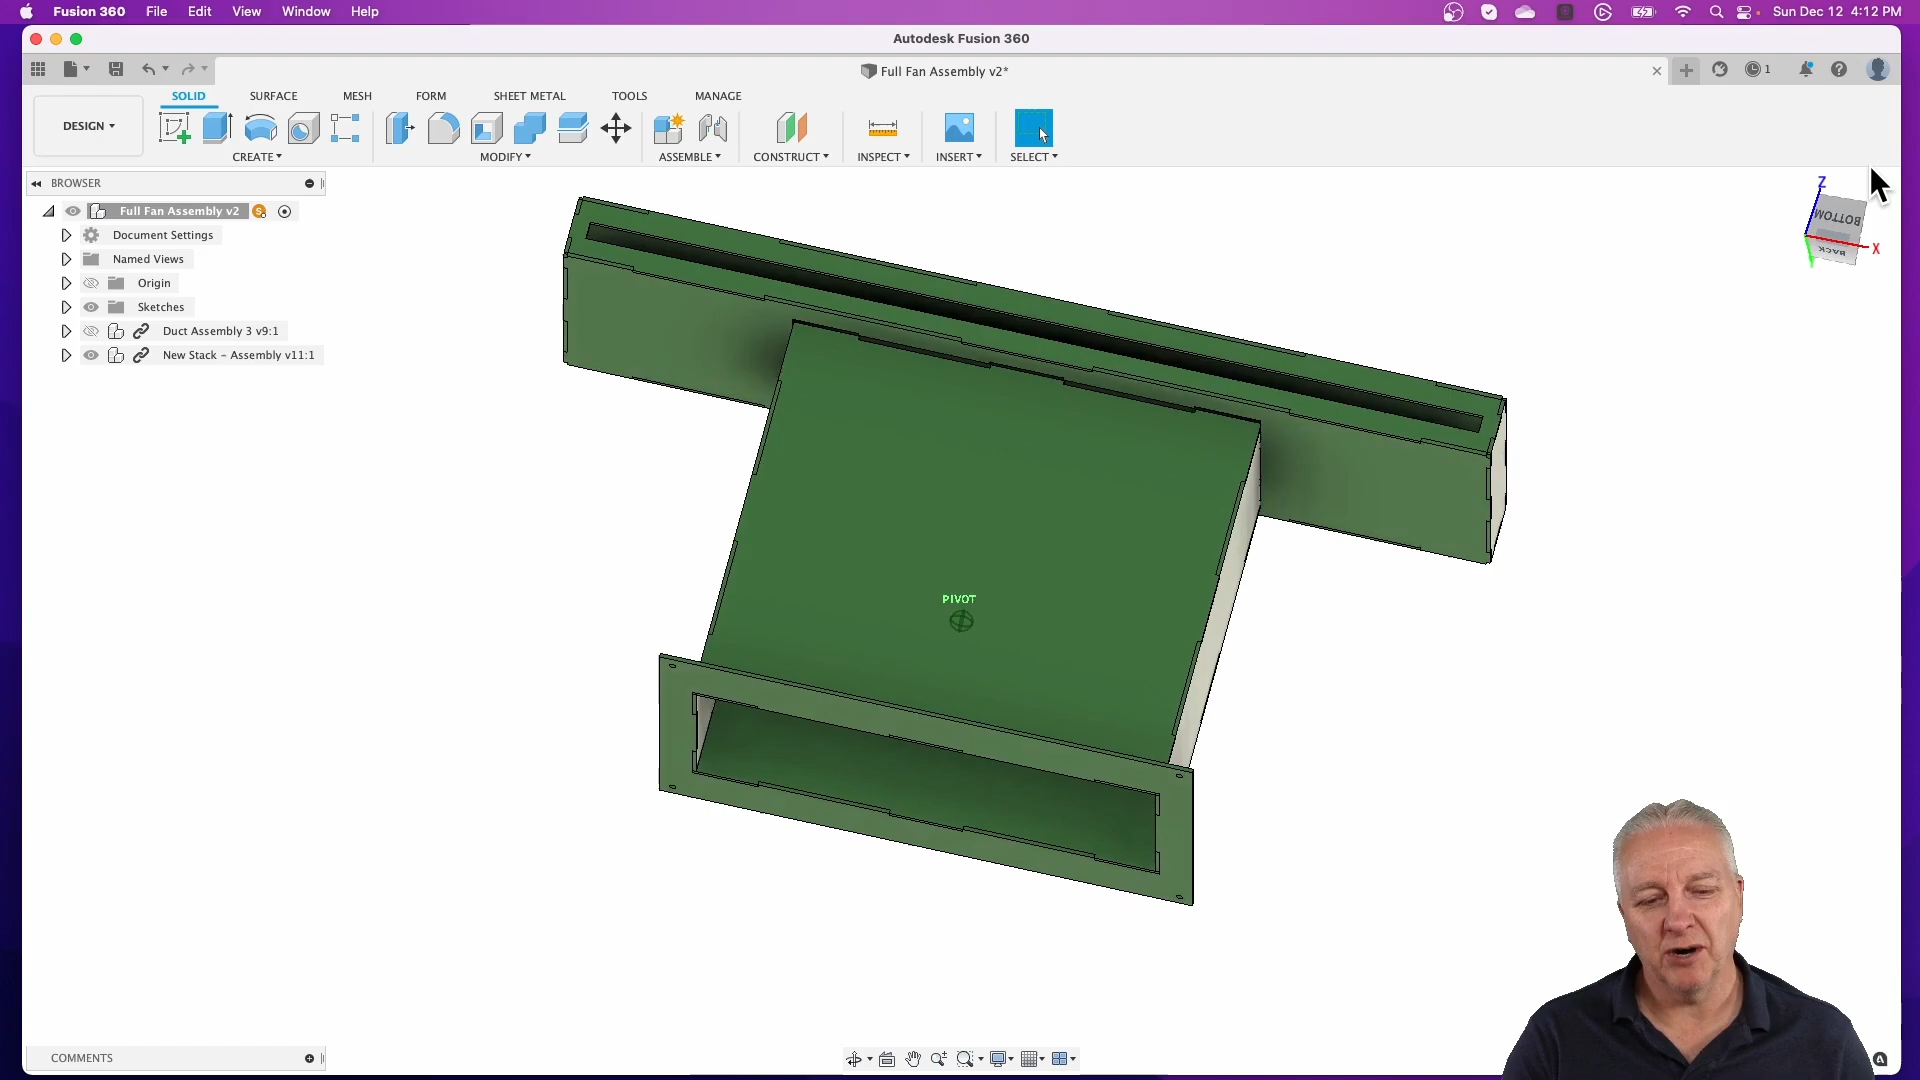 Fusion 360 File Edit View Window Help Sun Dec 12 4:12 PM
Autodesk Fusion 360
Full Fan Assembly v2* 1
SOLID SURFACE MESH FORM SHEET METAL TOOLS MANAGE
DESIGN
CREATE MODIFY ASSEMBLE CONSTRUCT INSPECT INSERT SELECT
BROWSER
Full Fan Assembly v2
Document Settings
Named Views
Origin
Sketches
Duct Assembly 3 v9:1
New Stack - Assembly v11:1
Z
BOTTOM
X
BACK
PIVOT
COMMENTS